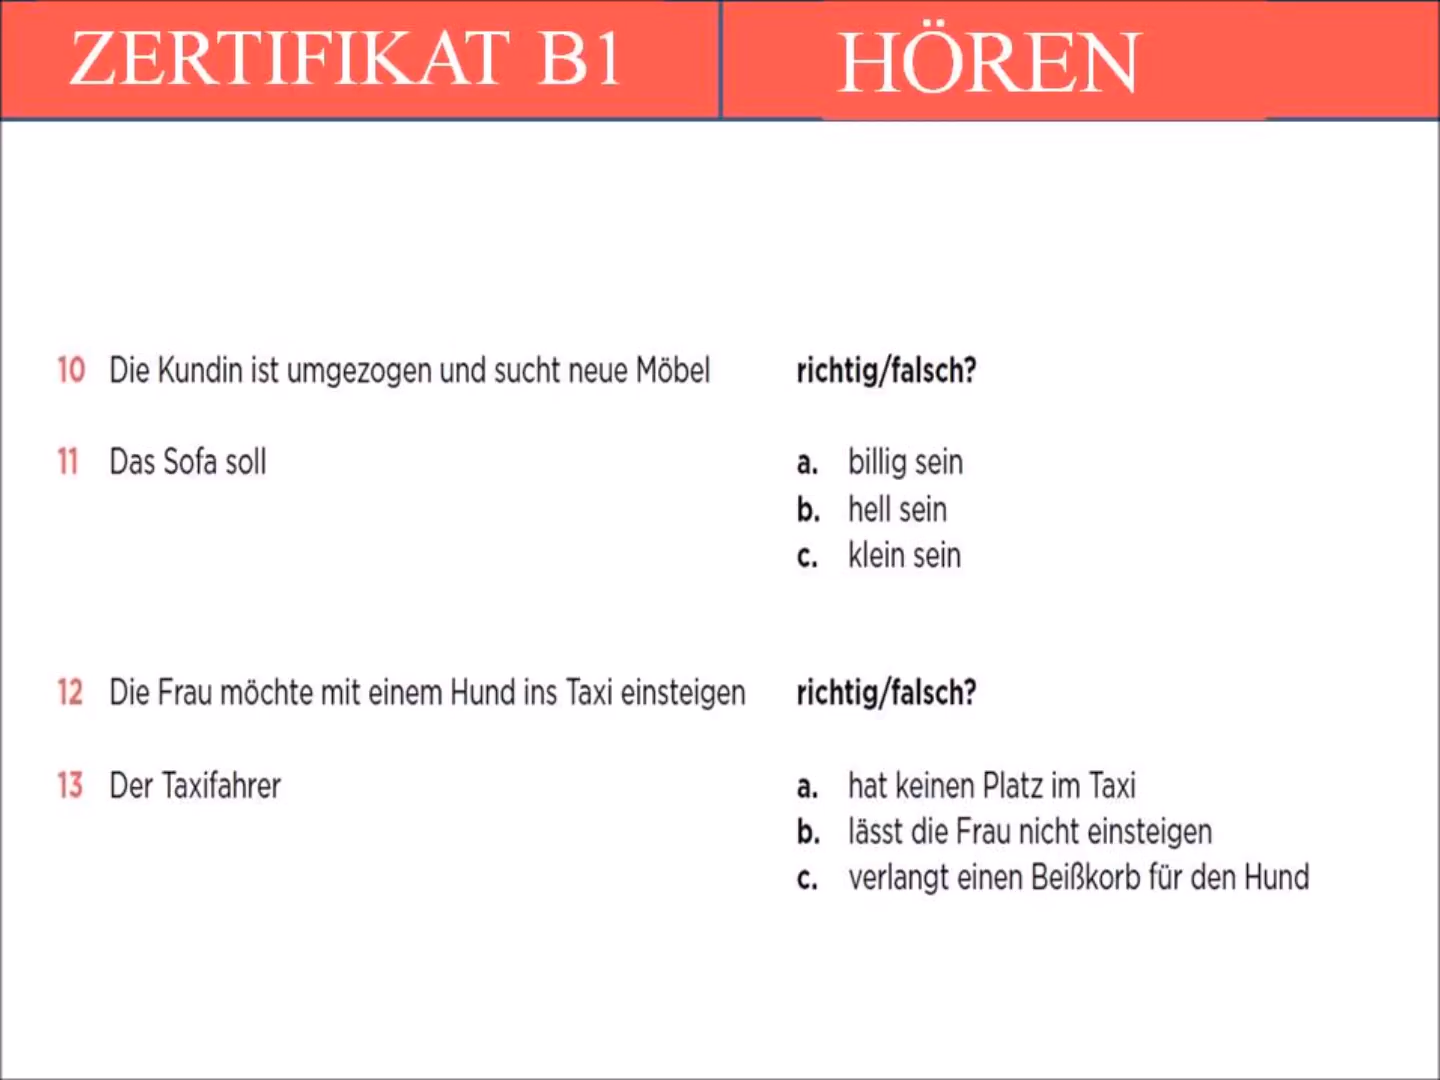 ZERTIFIKAT B1
HÖREN
10 Die Kundin ist umgezogen und sucht neue Möbel richtig/falsch?
11 Das Sofa soll a. billig sein
b. hell sein
c. klein sein
12 Die Frau möchte mit einem Hund ins Taxi einsteigen richtig/falsch?
13 Der Taxifahrer a. hat keinen Platz im Taxi
b. lässt die Frau nicht einsteigen
c. verlangt einen Beißkorb für den Hund